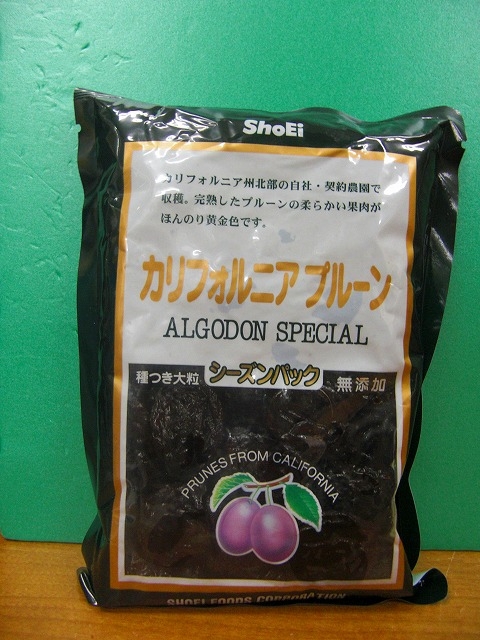 ShoEi
カリフォルニア州北部の自社・契約農園で
収穫。完熟したプルーンの柔らかい果肉が
ほんのり黄金色です。
カリフォルニアプルーン
ALGODON SPECIAL
種つき大粒 シーズンパック 無添加
PRUNES FROM CALIFORNIA
SHOEI FOODS CORPORATION